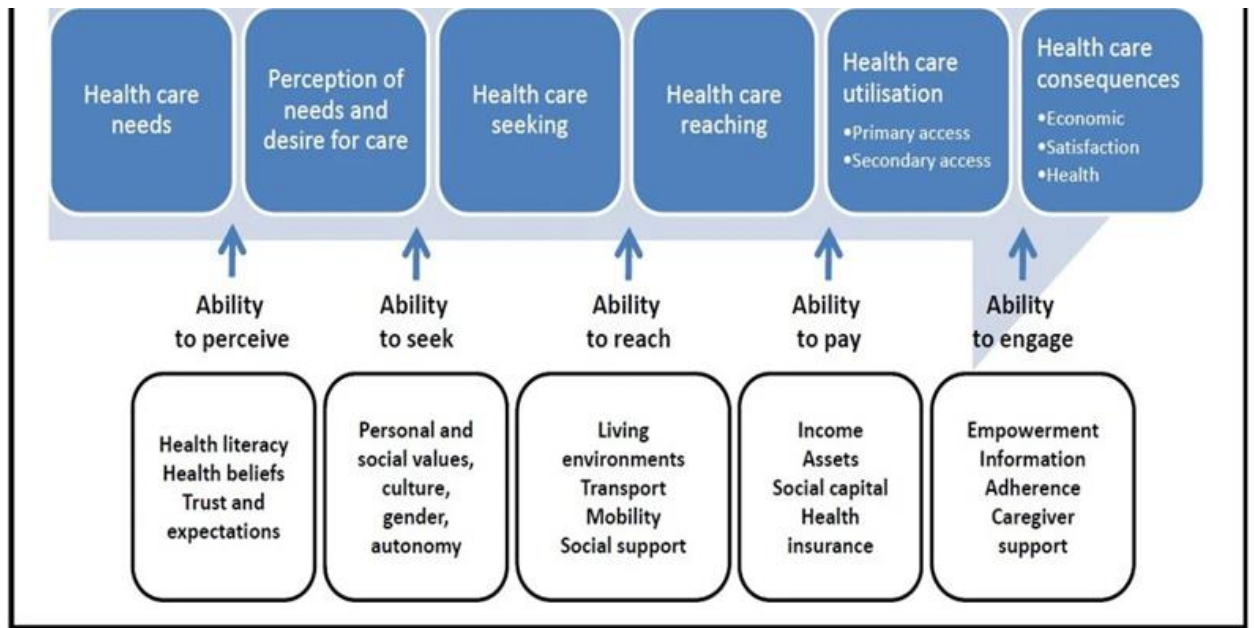 Health care
needs
Perception of
needs and
desire for care
Health care
seeking
Health care
reaching
Health care
utilisation
•Primary access
•Secondary access
Health care
consequences
•Economic
•Satisfaction
•Health
Ability
to perceive
Ability
to seek
Ability
to reach
Ability
to pay
Ability
to engage
Health literacy
Health beliefs
Trust and
expectations
Personal and
social values,
culture,
gender,
autonomy
Living
environments
Transport
Mobility
Social support
Income
Assets
Social capital
Health
insurance
Empowerment
Information
Adherence
Caregiver
support